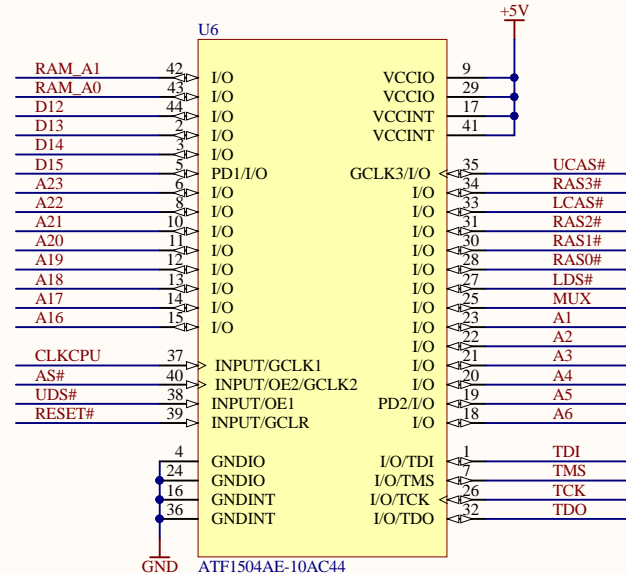 +5V
U6
RAM_A1 42 I/O VCCIO 9
RAM_A0 43 I/O VCCIO 29
D12 44 I/O VCCINT 17
D13 2 I/O VCCINT 41
D14 3 I/O
D15 5 PD1/I/O GCLK3/I/O 35 UCAS#
A23 6 I/O I/O 34 RAS3#
A22 8 I/O I/O 33 LCAS#
A21 10 I/O I/O 31 RAS2#
A20 11 I/O I/O 30 RAS1#
A19 12 I/O I/O 28 RAS0#
A18 13 I/O I/O 27 LDS#
A17 14 I/O I/O 25 MUX
A16 15 I/O I/O 23 A1
I/O 22 A2
CLKCPU 37 INPUT/GCLK1 I/O 21 A3
AS# 40 INPUT/OE2/GCLK2 I/O 20 A4
UDS# 38 INPUT/OE1 PD2/I/O 19 A5
RESET# 39 INPUT/GCLR I/O 18 A6
4 GNDIO I/O/TDI 1 TDI
24 GNDIO I/O/TMS 7 TMS
16 GNDINT I/O/TCK 26 TCK
36 GNDINT I/O/TDO 32 TDO
GND ATF1504AE-10AC44